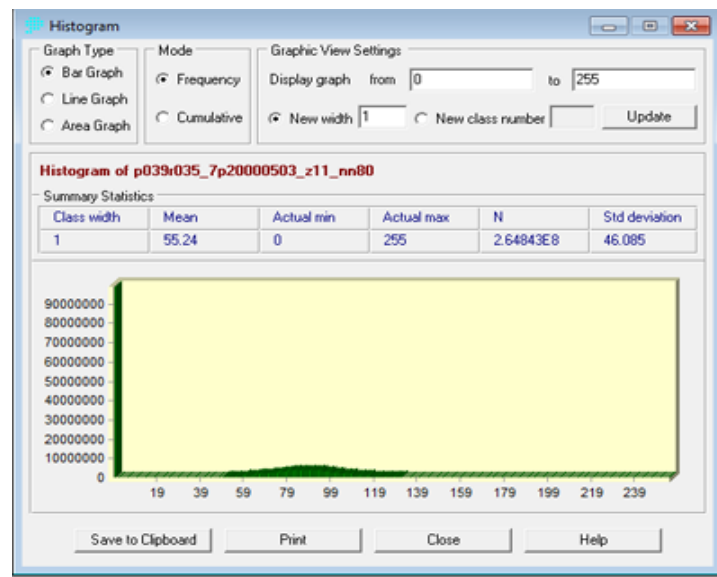 Histogram
Graph Type
Mode
Graphic View Settings
Bar Graph
Frequency
Display graph from 0 to 255
Line Graph
Cumulative
New width 1 New class number Update
Area Graph
Histogram of p039r035_7p20000503_z11_nn80
Summary Statistics
Class width Mean Actual min Actual max N Std deviation
1 55.24 0 255 2.64843E8 46.085
90000000
80000000
70000000
60000000
50000000
40000000
30000000
20000000
10000000
0
19 39 59 79 99 119 139 159 179 199 219 239
Save to Clipboard Print Close Help